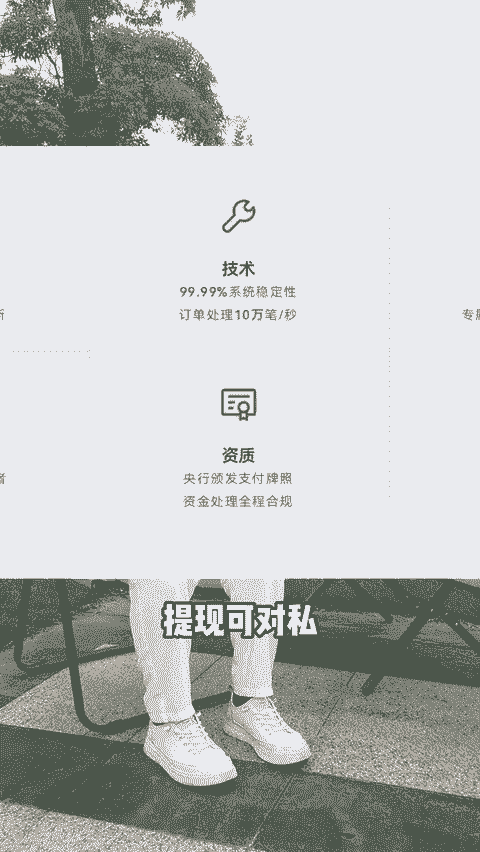 技术
99.99%系统稳定性
订单处理10万笔/秒
专
资质
央行颁发支付牌照
资金处理全程合规
提现可对私